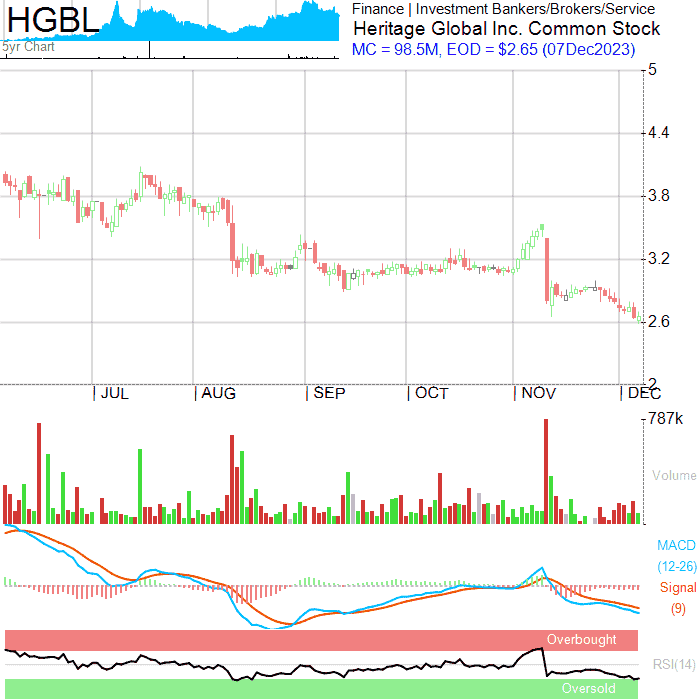 HGBL
5yr Chart
Finance | Investment Bankers/Brokers/Service
Heritage Global Inc. Common Stock
MC = 98.5M, EOD = $2.65 (07Dec2023)
5
4.4
3.8
3.2
2.6
2
JUL AUG SEP OCT NOV DEC
787k
Volume
MACD
(12-26)
Signal
(9)
Overbought
RSI(14)
Oversold